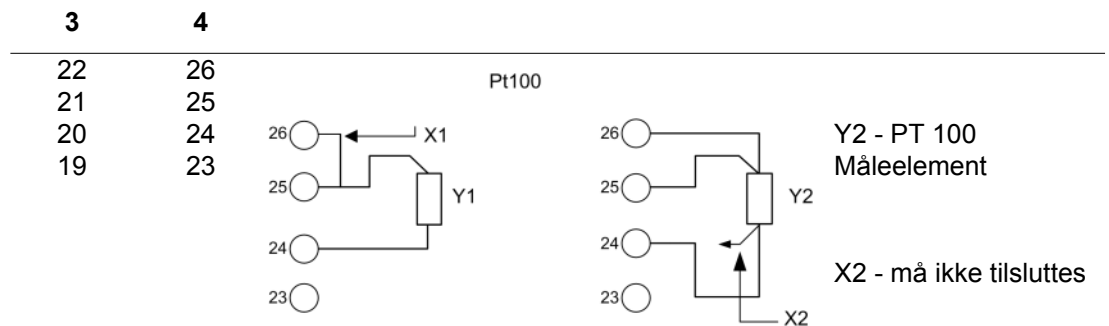 3 4
22 26
21 25
20 24
19 23
Pt100
26 X1
25 Y1
24
23
26
25 Y2
24
23 X2
Y2 - PT 100
Måleelement
X2 - må ikke tilsluttes